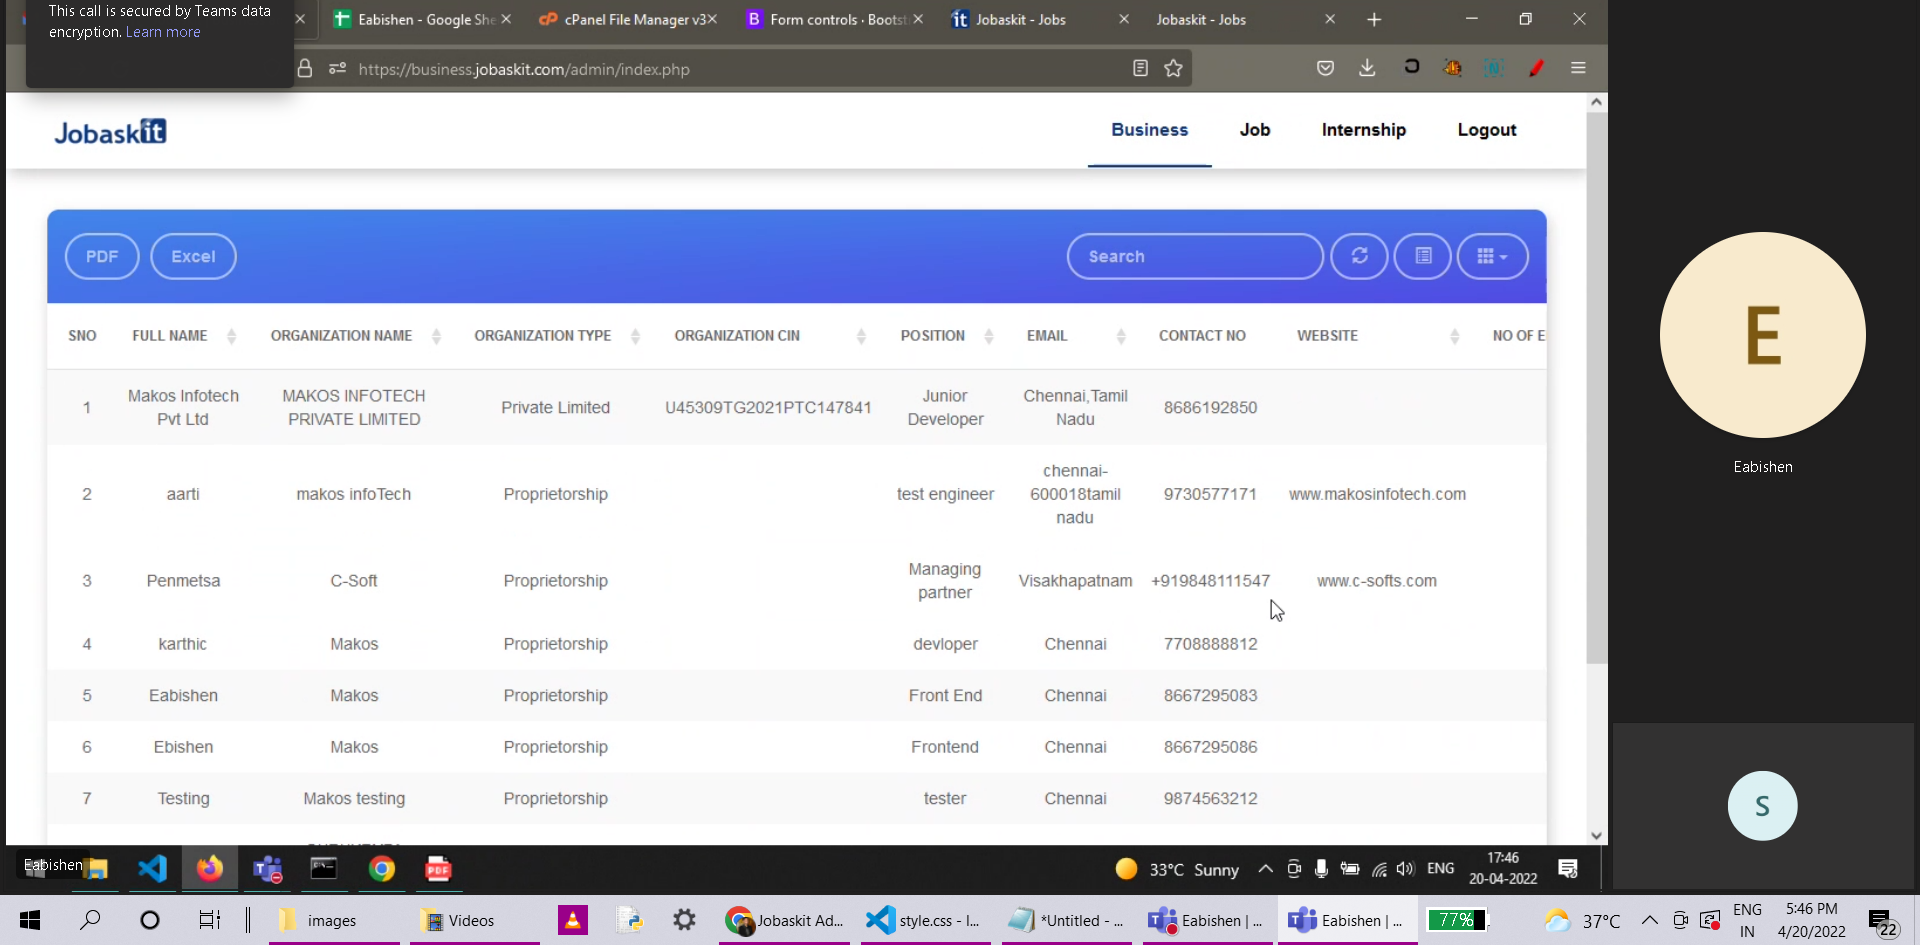 This call is secured by Teams data
encryption. Learn more
Eabishen - Google She
cPanel File Manager v3
Form controls · Bootst
Jobaskit - Jobs
Jobaskit - Jobs
https://business.jobaskit.com/admin/index.php
Jobaskit
Business Job Internship Logout
PDF Excel Search
SNO FULL NAME ORGANIZATION NAME ORGANIZATION TYPE ORGANIZATION CIN POSITION EMAIL CONTACT NO WEBSITE NO OF E
1 Makos Infotech Pvt Ltd MAKOS INFOTECH PRIVATE LIMITED Private Limited U45309TG2021PTC147841 Junior Developer Chennai,Tamil Nadu 8686192850
2 aarti makos infoTech Proprietorship test engineer chennai-600018tamil nadu 9730577171 www.makosinfotech.com
3 Penmetsa C-Soft Proprietorship Managing partner Visakhapatnam +919848111547 www.c-softs.com
4 karthic Makos Proprietorship devloper Chennai 7708888812
5 Eabishen Makos Proprietorship Front End Chennai 8667295083
6 Ebishen Makos Proprietorship Frontend Chennai 8667295086
7 Testing Makos testing Proprietorship tester Chennai 9874563212
E
Eabishen
S
Eabishen
33°C Sunny ENG 17:46
20-04-2022
images Videos Jobaskit Ad... style.css - I... *Untitled - ... Eabishen | ... Eabishen | ... 77% 37°C ENG
IN
5:46 PM
4/20/2022
22